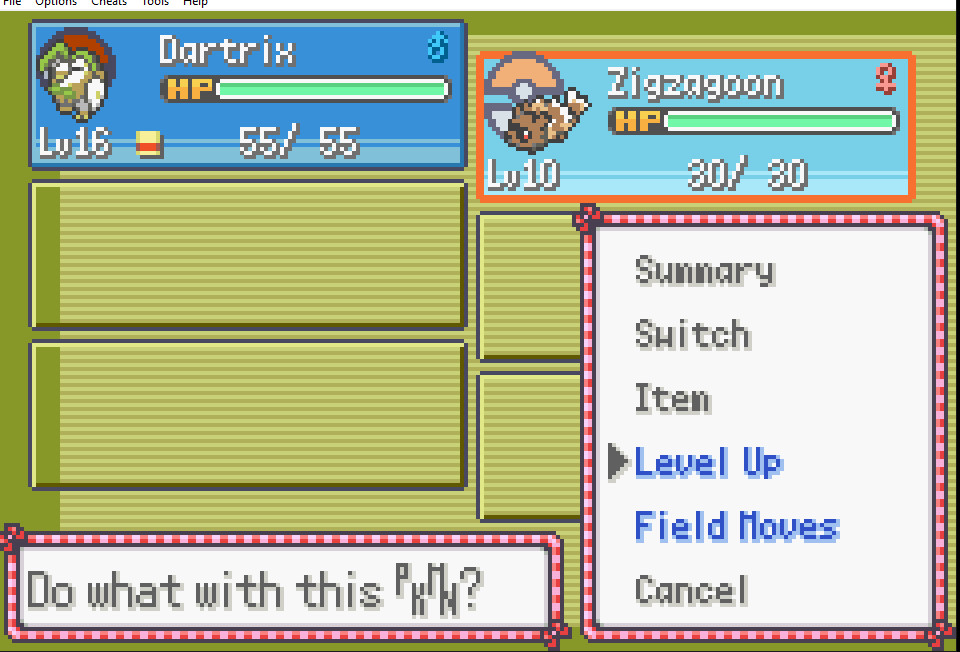 File Options Cheats Tools Help
Dartrix ♂
HP
Lv16 55/ 55
Zigzagoon ♀
HP
Lv10 30/ 30
Summary
Switch
Item
Level Up
Field Moves
Cancel
Do what with this PKMN?